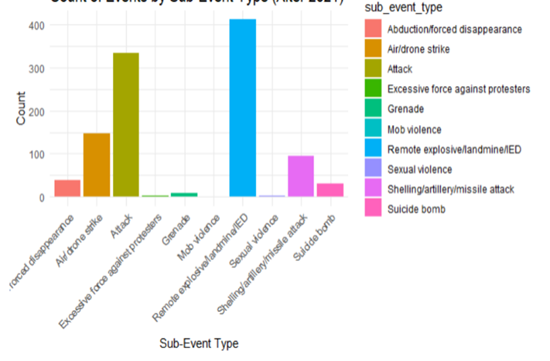 Count of Events by Sub-Event Type (After 2021)
sub_event_type
Abduction/forced disappearance
Air/drone strike
Attack
Excessive force against protesters
Grenade
Mob violence
Remote explosive/landmine/IED
Sexual violence
Shelling/artillery/missile attack
Suicide bomb
Count
400
300
200
100
0
forced disappearance
Air/drone strike
Attack
Excessive force against protesters
Grenade
Mob violence
Remote explosive/landmine/IED
Sexual violence
Shelling/artillery/missile attack
Suicide bomb
Sub-Event Type